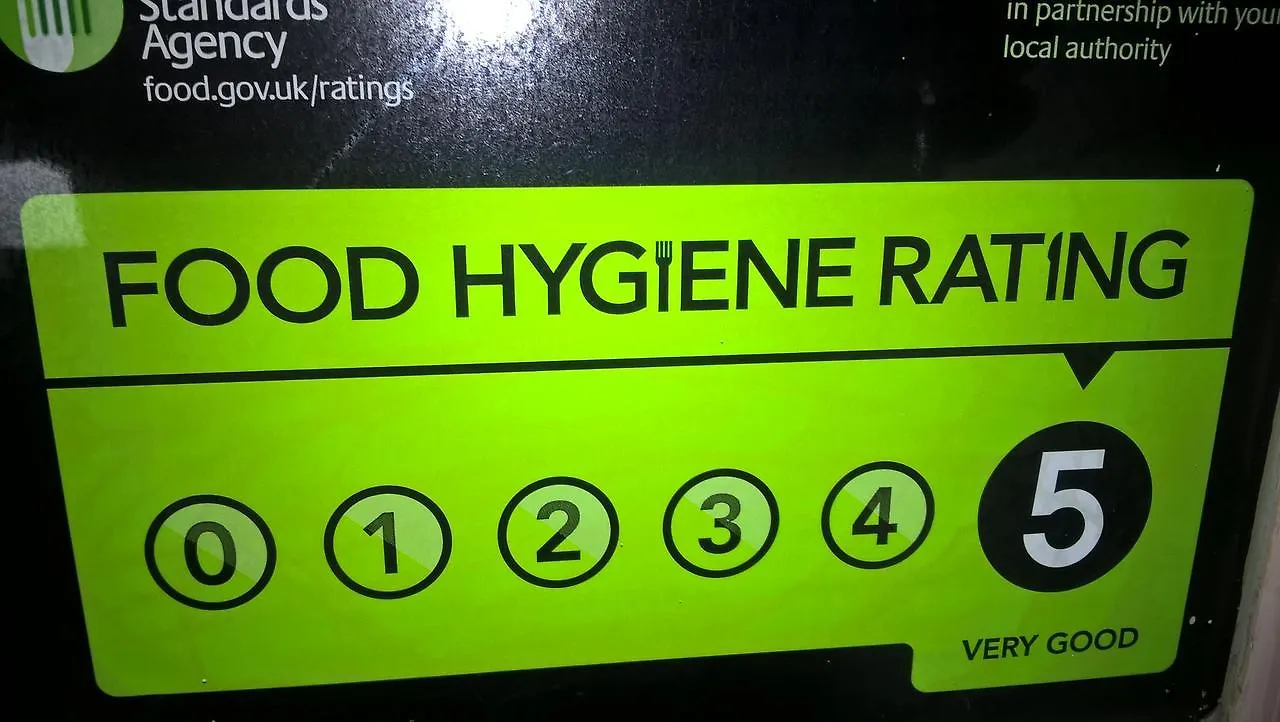 Standards
Agency
food.gov.uk/ratings
in partnership with your
local authority
FOOD HYGIENE RATING
0 1 2 3 4 5
VERY GOOD